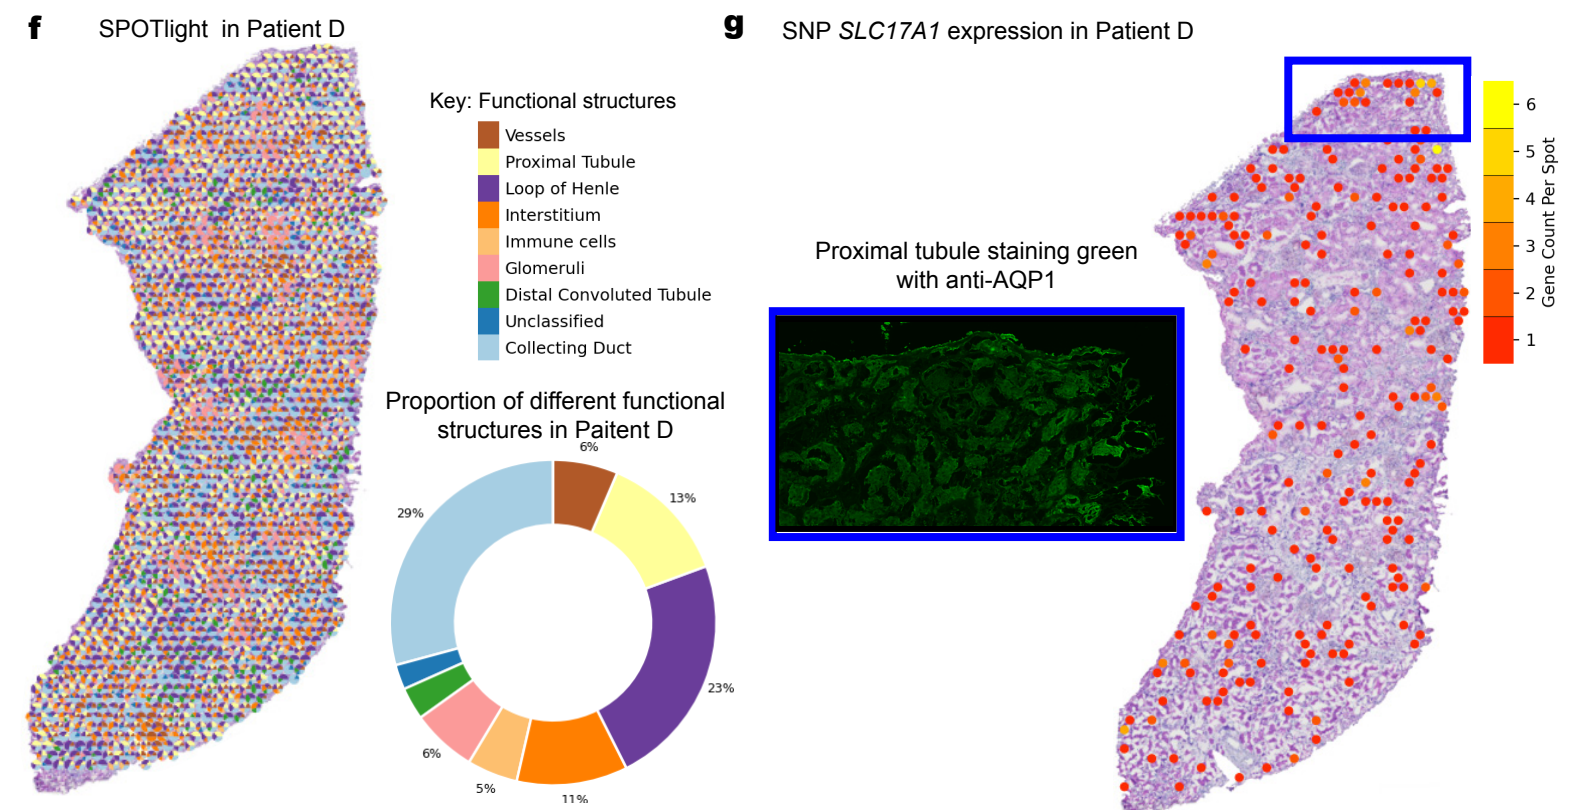 f
SPOTlight in Patient D
Key: Functional structures
Vessels
Proximal Tubule
Loop of Henle
Interstitium
Immune cells
Glomeruli
Distal Convoluted Tubule
Unclassified
Collecting Duct
Proportion of different functional
structures in Paitent D
6%
13%
29%
23%
6%
5%
11%
g
SNP SLC17A1 expression in Patient D
Proximal tubule staining green
with anti-AQP1
6
5
4
3
2
1
Gene Count Per Spot